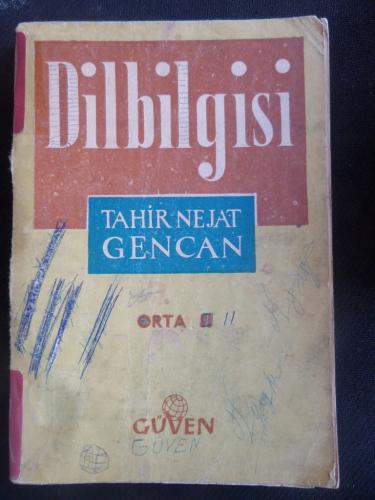 Dilbilgisi
TAHİR NEJAT
GENCAN
ORTA II
GÜVEN
GÜVEN